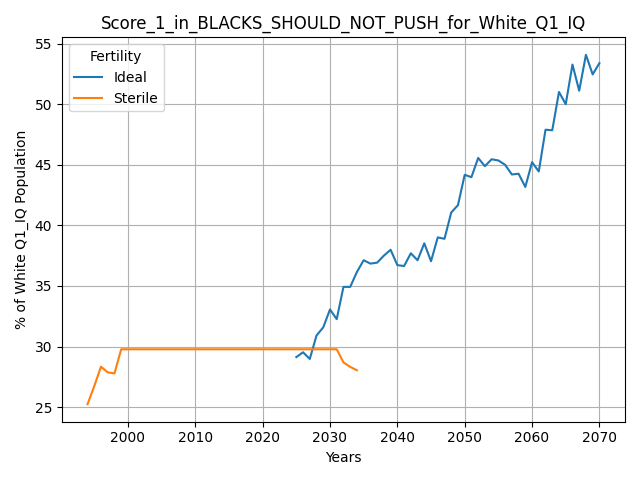 Score_1_in_BLACKS_SHOULD_NOT_PUSH_for_White_Q1_IQ
Fertility
Ideal
Sterile
% of White Q1_IQ Population
55
50
45
40
35
30
25
2000 2010 2020 2030 2040 2050 2060 2070
Years